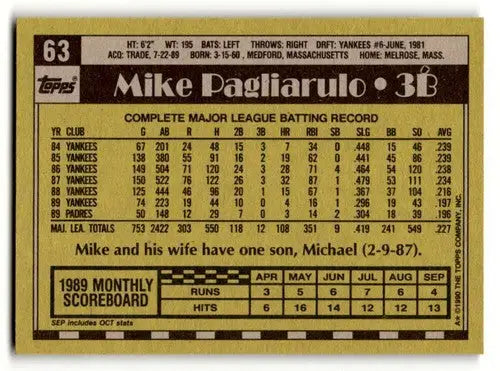 63
HT: 6'2" WT: 195 BATS: LEFT THROWS: RIGHT DRFT: YANKEES #6-JUNE, 1981
ACQ: TRADE, 7-22-89 BORN: 3-15-60, MEDFORD, MASSACHUSETTS HOME: MELROSE, MASS.
Topps Mike Pagliarulo • 3B
COMPLETE MAJOR LEAGUE BATTING RECORD
YR CLUB G AB R H 2B 3B HR RBI SB SLG BB SO AVG
84 YANKEES 67 201 24 48 15 3 7 34 0 .448 15 46 .239
85 YANKEES 138 380 55 91 16 2 19 62 0 .441 45 86 .239
86 YANKEES 149 504 71 120 24 3 28 71 4 .464 54 120 .238
87 YANKEES 150 522 76 122 26 3 32 87 1 .479 53 111 .234
88 YANKEES 125 444 46 96 20 1 15 67 1 .367 37 104 .216
89 YANKEES 74 223 19 44 10 0 4 16 1 .296 19 43 .197
89 PADRES 50 148 12 29 7 0 3 14 2 .304 18 39 .196
MAJ. LEA. TOTALS 753 2422 303 550 118 12 108 351 9 .419 241 549 .227
Mike and his wife have one son, Michael (2-9-87).
1989 MONTHLY SCOREBOARD
APR MAY JUN JUL AUG SEP
RUNS 3 5 6 7 6 4
HITS 6 16 14 12 12 13
SEP includes OCT stats
A* ©1990 THE TOPPS COMPANY, INC.